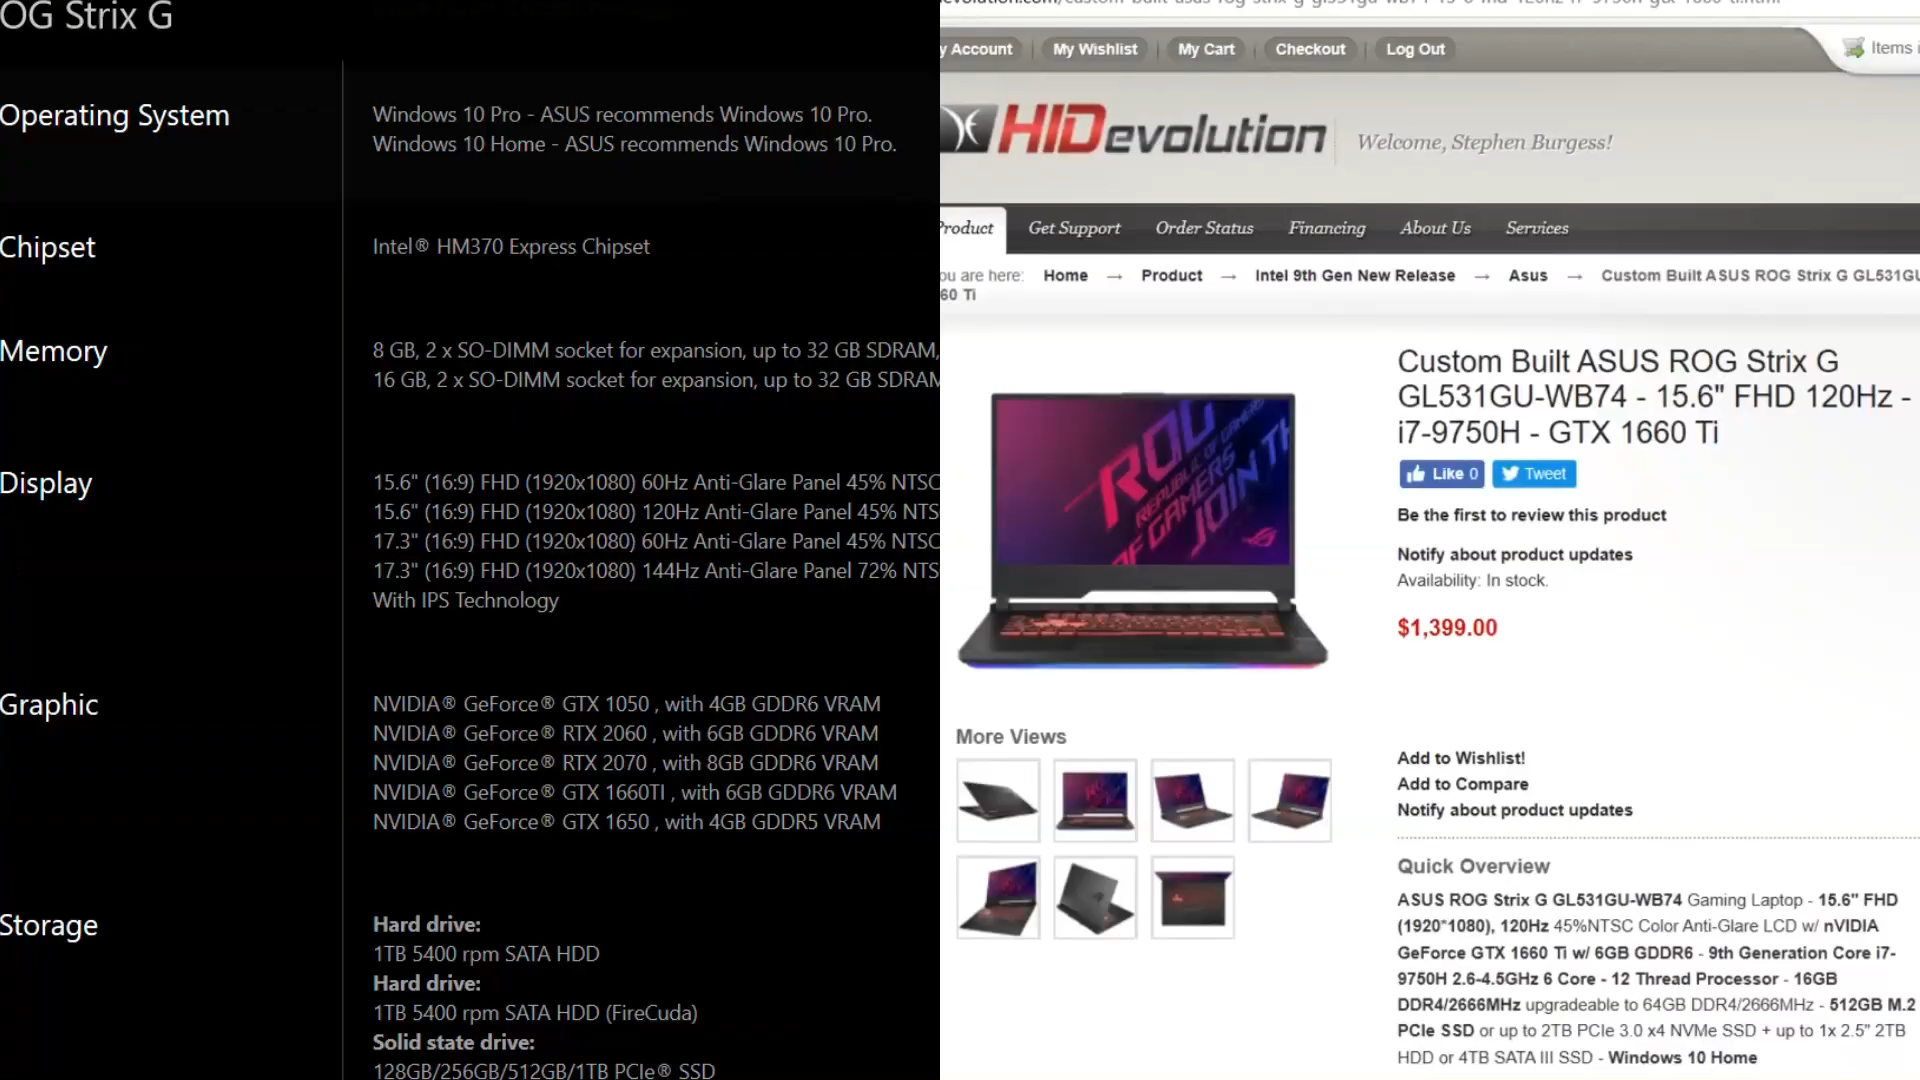 OG Strix G
Operating System
Windows 10 Pro - ASUS recommends Windows 10 Pro.
Windows 10 Home - ASUS recommends Windows 10 Pro.
Chipset
Intel® HM370 Express Chipset
Memory
8 GB, 2 x SO-DIMM socket for expansion, up to 32 GB SDRAM,
16 GB, 2 x SO-DIMM socket for expansion, up to 32 GB SDRAM
Display
15.6" (16:9) FHD (1920x1080) 60Hz Anti-Glare Panel 45% NTSC
15.6" (16:9) FHD (1920x1080) 120Hz Anti-Glare Panel 45% NTS
17.3" (16:9) FHD (1920x1080) 60Hz Anti-Glare Panel 45% NTSC
17.3" (16:9) FHD (1920x1080) 144Hz Anti-Glare Panel 72% NTS
With IPS Technology
Graphic
NVIDIA® GeForce® GTX 1050 , with 4GB GDDR6 VRAM
NVIDIA® GeForce® RTX 2060 , with 6GB GDDR6 VRAM
NVIDIA® GeForce® RTX 2070 , with 8GB GDDR6 VRAM
NVIDIA® GeForce® GTX 1660TI , with 6GB GDDR6 VRAM
NVIDIA® GeForce® GTX 1650 , with 4GB GDDR5 VRAM
Storage
Hard drive:
1TB 5400 rpm SATA HDD
Hard drive:
1TB 5400 rpm SATA HDD (FireCuda)
Solid state drive:
128GB/256GB/512GB/1TB PCIe® SSD
y Account | My Wishlist | My Cart | Checkout | Log Out
Items i
HIDevolution
Welcome, Stephen Burgess!
Product Get Support Order Status Financing About Us Services
ou are here: Home → Product → Intel 9th Gen New Release → Asus → Custom Built ASUS ROG Strix G GL531GU
60 Ti
ROG
REPUBLIC OF GAMERS
JOIN TH
OF GAMERS
Custom Built ASUS ROG Strix G
GL531GU-WB74 - 15.6" FHD 120Hz -
i7-9750H - GTX 1660 Ti
Like 0
Tweet
Be the first to review this product
Notify about product updates
Availability: In stock.
$1,399.00
More Views
Add to Wishlist!
Add to Compare
Notify about product updates
Quick Overview
ASUS ROG Strix G GL531GU-WB74 Gaming Laptop - 15.6" FHD
(1920*1080), 120Hz 45%NTSC Color Anti-Glare LCD w/ nVIDIA
GeForce GTX 1660 Ti w/ 6GB GDDR6 - 9th Generation Core i7-
9750H 2.6-4.5GHz 6 Core - 12 Thread Processor - 16GB
DDR4/2666MHz upgradeable to 64GB DDR4/2666MHz - 512GB M.2
PCIe SSD or up to 2TB PCIe 3.0 x4 NVMe SSD + up to 1x 2.5" 2TB
HDD or 4TB SATA III SSD - Windows 10 Home